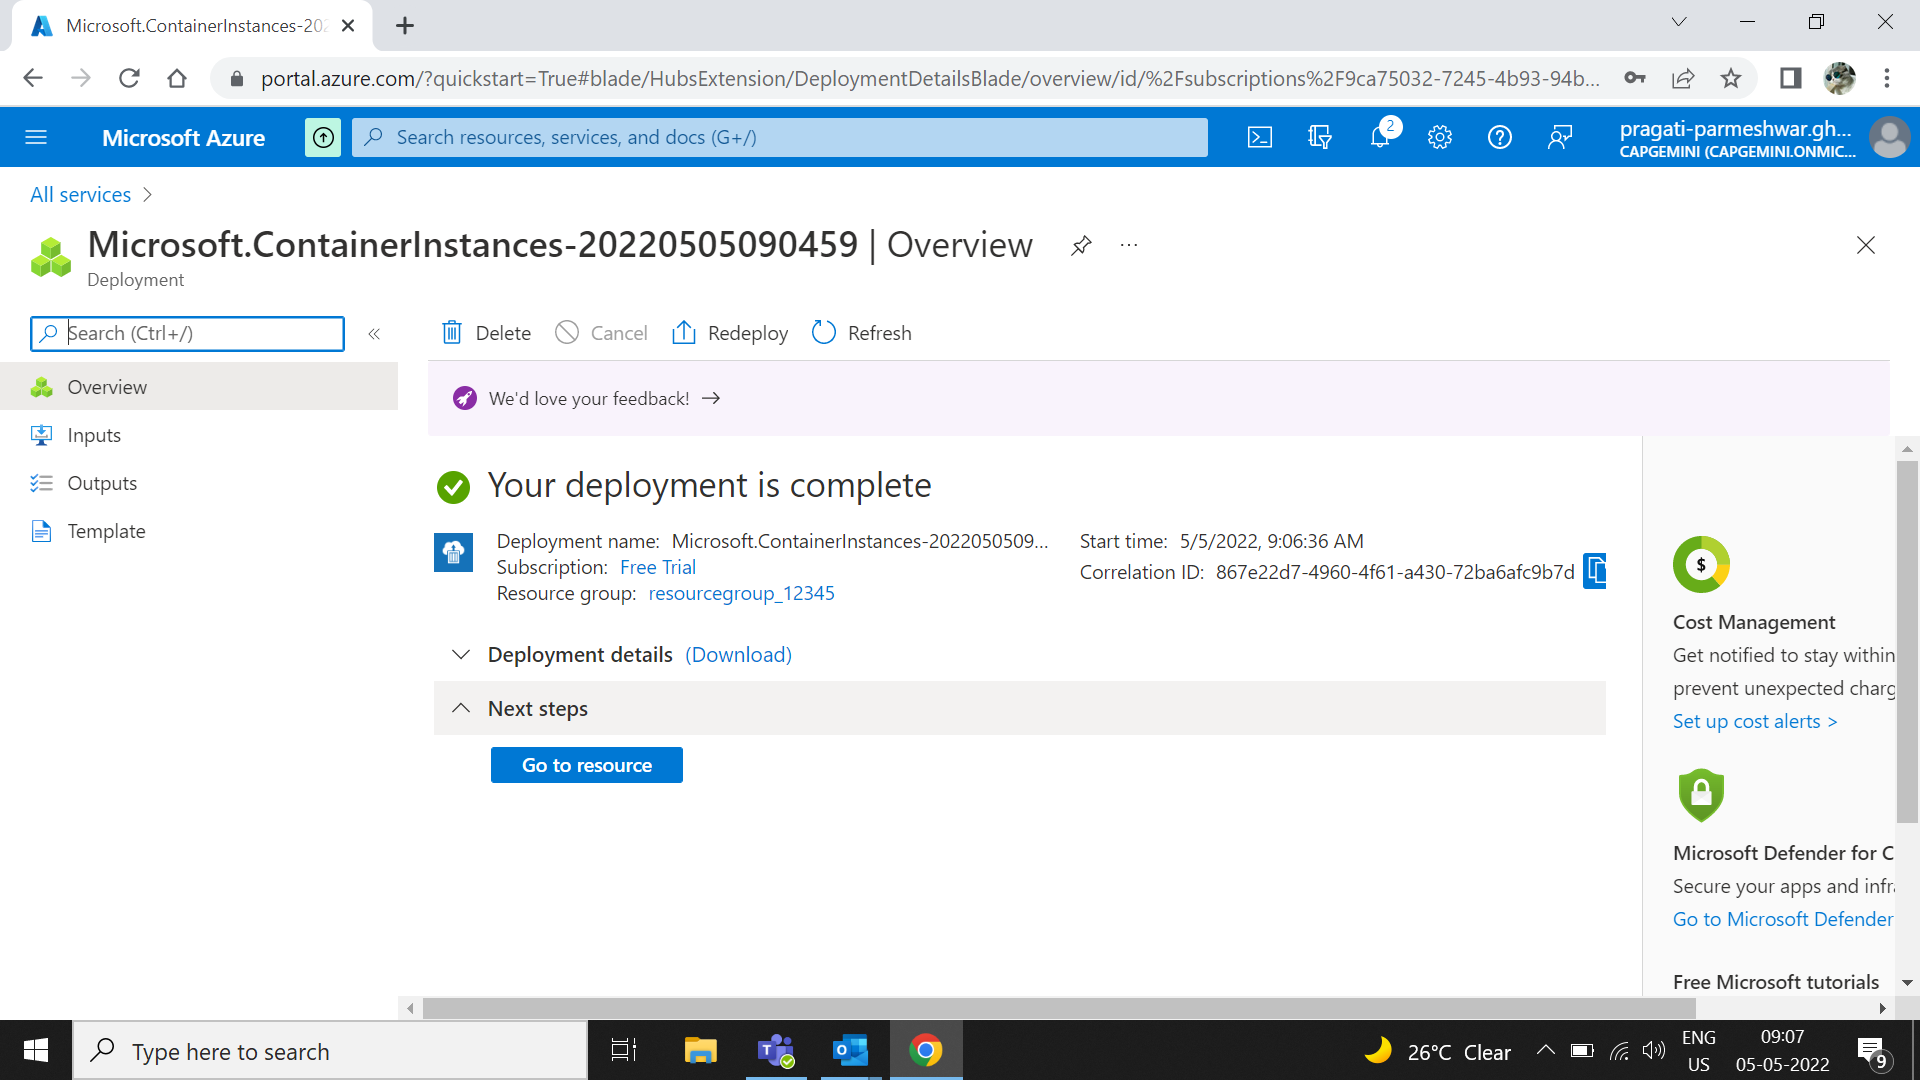 Microsoft.ContainerInstances-202
portal.azure.com/?quickstart=True#blade/HubsExtension/DeploymentDetailsBlade/overview/id/%2Fsubscriptions%2F9ca75032-7245-4b93-94b...
Microsoft Azure
Search resources, services, and docs (G+/)
2
pragati-parmeshwar.gh...
CAPGEMINI (CAPGEMINI.ONMIC...
All services
Microsoft.ContainerInstances-20220505090459 | Overview
Deployment
Search (Ctrl+/)
Delete
Cancel
Redeploy
Refresh
Overview
Inputs
Outputs
Template
We'd love your feedback!
Your deployment is complete
Deployment name: Microsoft.ContainerInstances-2022050509...
Subscription: Free Trial
Resource group: resourcegroup_12345
Start time: 5/5/2022, 9:06:36 AM
Correlation ID: 867e22d7-4960-4f61-a430-72ba6afc9b7d
Deployment details (Download)
Next steps
Go to resource
$
Cost Management
Get notified to stay within
prevent unexpected charg
Set up cost alerts >
Microsoft Defender for C
Secure your apps and infra
Go to Microsoft Defender
Free Microsoft tutorials
Type here to search
26°C Clear
ENG
US
09:07
05-05-2022
9